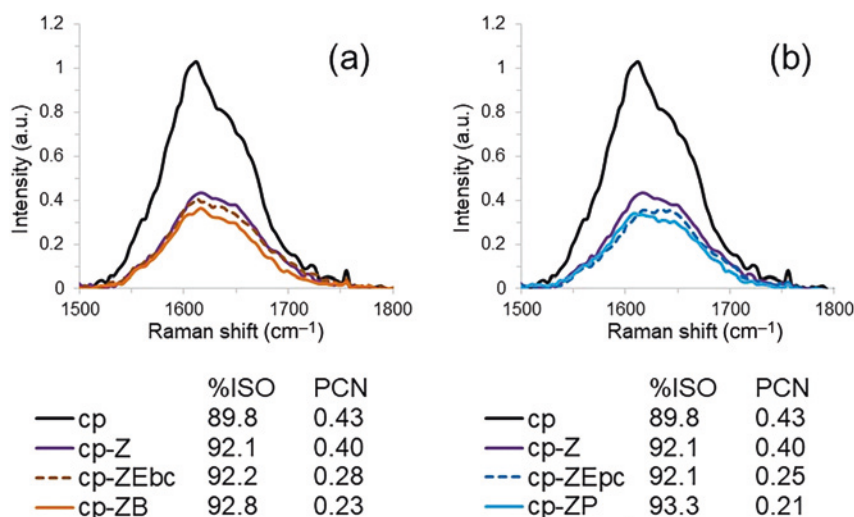 (a)
1.2
1
0.8
0.6
0.4
0.2
0
Intensity (a.u.)
1500 1600 1700 1800
Raman shift (cm⁻¹)
%ISO PCN
cp 89.8 0.43
cp-Z 92.1 0.40
cp-ZEbc 92.2 0.28
cp-ZB 92.8 0.23
(b)
1.2
1
0.8
0.6
0.4
0.2
0
Intensity (a.u.)
1500 1600 1700 1800
Raman shift (cm⁻¹)
%ISO PCN
cp 89.8 0.43
cp-Z 92.1 0.40
cp-ZEpc 92.1 0.25
cp-ZP 93.3 0.21